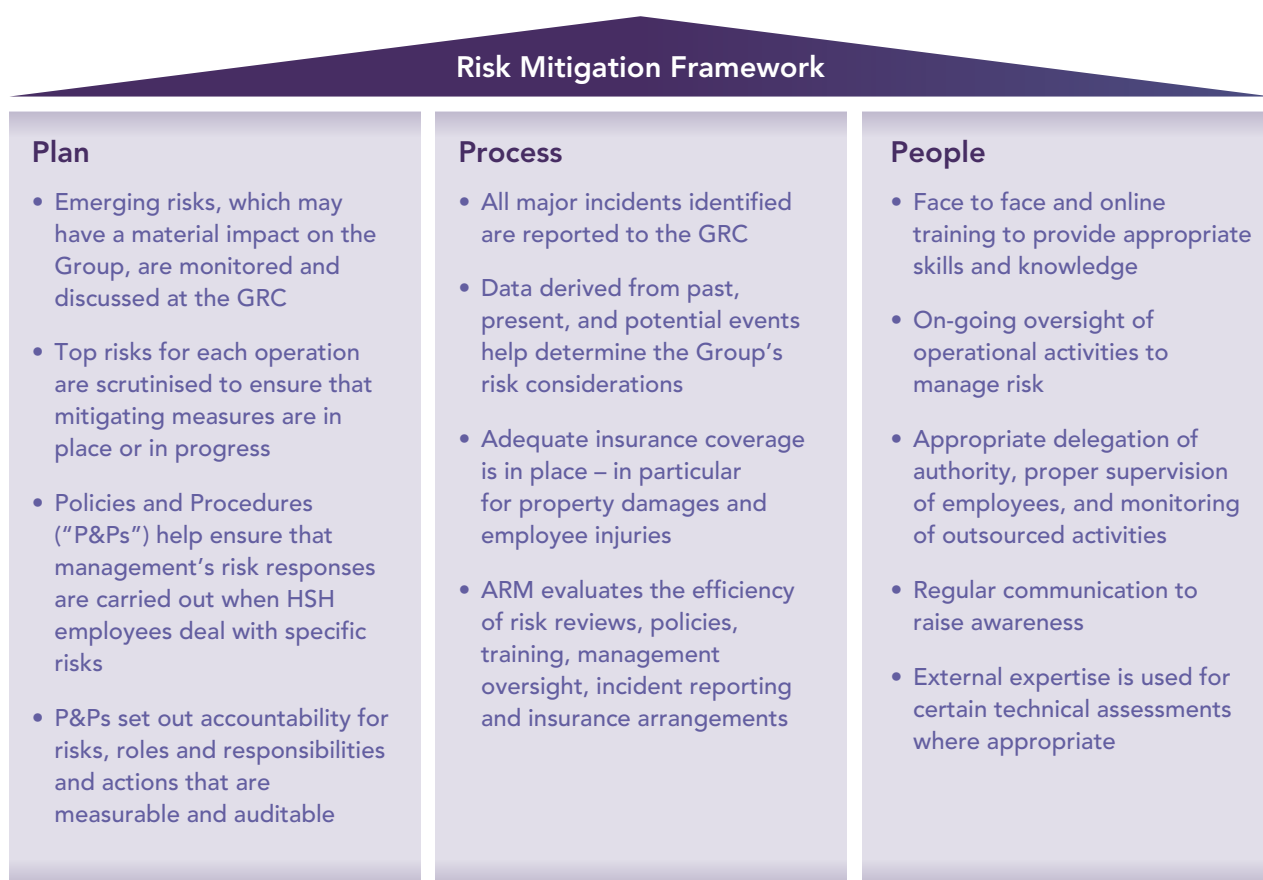 Risk Mitigation Framework
Plan
• Emerging risks, which may
have a material impact on the
Group, are monitored and
discussed at the GRC
• Top risks for each operation
are scrutinised to ensure that
mitigating measures are in
place or in progress
• Policies and Procedures
(“P&Ps”) help ensure that
management’s risk responses
are carried out when HSH
employees deal with specific
risks
• P&Ps set out accountability for
risks, roles and responsibilities
and actions that are
measurable and auditable
Process
• All major incidents identified
are reported to the GRC
• Data derived from past,
present, and potential events
help determine the Group’s
risk considerations
• Adequate insurance coverage
is in place – in particular
for property damages and
employee injuries
• ARM evaluates the efficiency
of risk reviews, policies,
training, management
oversight, incident reporting
and insurance arrangements
People
• Face to face and online
training to provide appropriate
skills and knowledge
• On-going oversight of
operational activities to
manage risk
• Appropriate delegation of
authority, proper supervision
of employees, and monitoring
of outsourced activities
• Regular communication to
raise awareness
• External expertise is used for
certain technical assessments
where appropriate